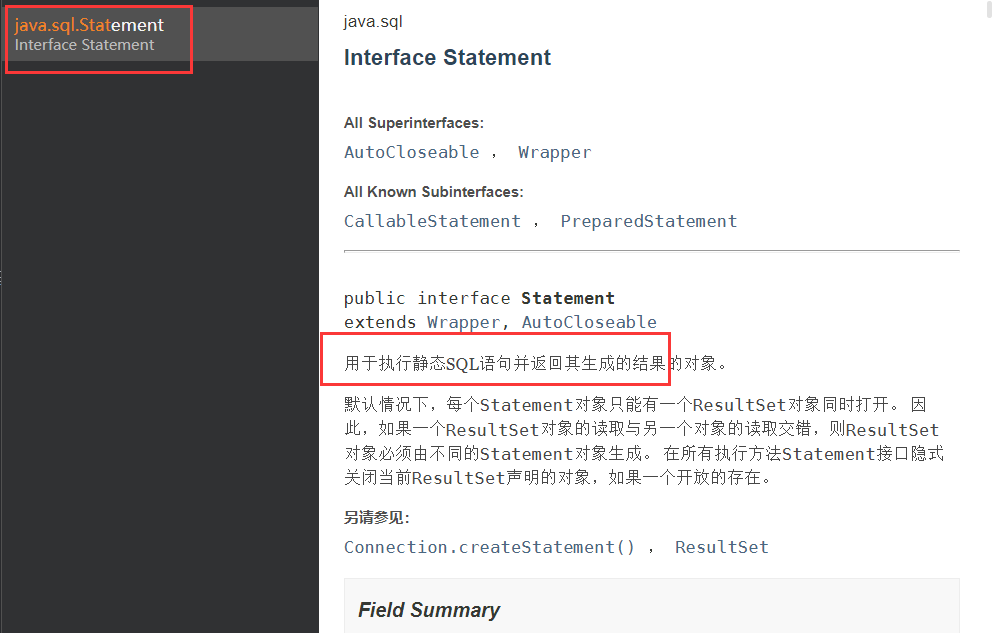 java.sql.Statement
Interface Statement
java.sql
Interface Statement
All Superinterfaces:
AutoCloseable ， Wrapper
All Known Subinterfaces:
CallableStatement ， PreparedStatement
public interface Statement
extends Wrapper, AutoCloseable
用于执行静态SQL语句并返回其生成的结果的对象。
默认情况下，每个Statement对象只能有一个ResultSet对象同时打开。 因
此，如果一个ResultSet对象的读取与另一个对象的读取交错，则ResultSet
对象必须由不同的Statement对象生成。 在所有执行方法Statement接口隐式
关闭当前ResultSet声明的对象，如果一个开放的存在。
另请参见：
Connection.createStatement() ， ResultSet
Field Summary